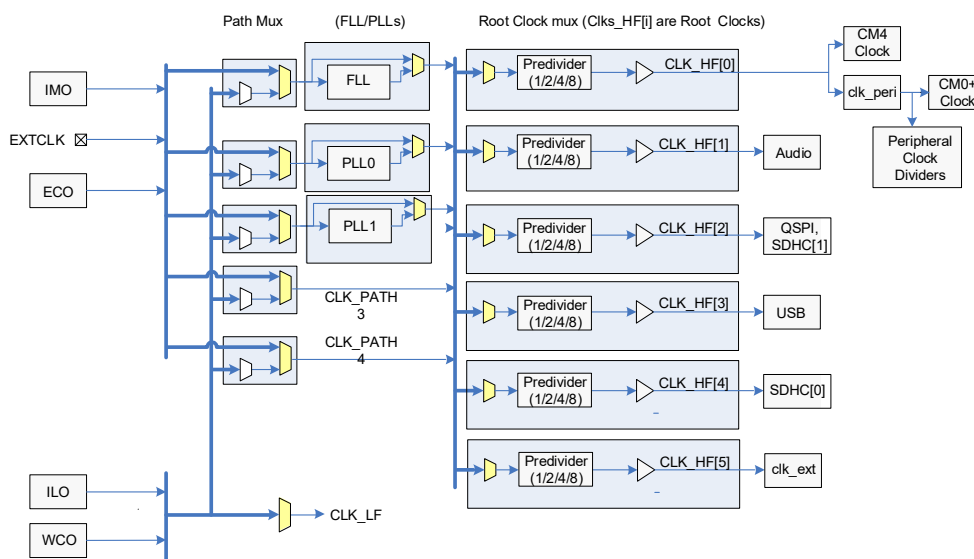 Path Mux (FLL/PLLs) Root Clock mux (Clks_HF[i] are Root Clocks)
IMO
EXTCLK
ECO
ILO
WCO
FLL
PLL0
PLL1
CLK_PATH
3
CLK_PATH
4
CLK_LF
Predivider
(1/2/4/8)
CLK_HF[0]
CM4
Clock
clk_peri
CM0+
Clock
Peripheral
Clock
Dividers
Predivider
(1/2/4/8)
CLK_HF[1]
Audio
Predivider
(1/2/4/8)
CLK_HF[2]
QSPI,
SDHC[1]
Predivider
(1/2/4/8)
CLK_HF[3]
USB
Predivider
(1/2/4/8)
CLK_HF[4]
SDHC[0]
Predivider
(1/2/4/8)
CLK_HF[5]
clk_ext